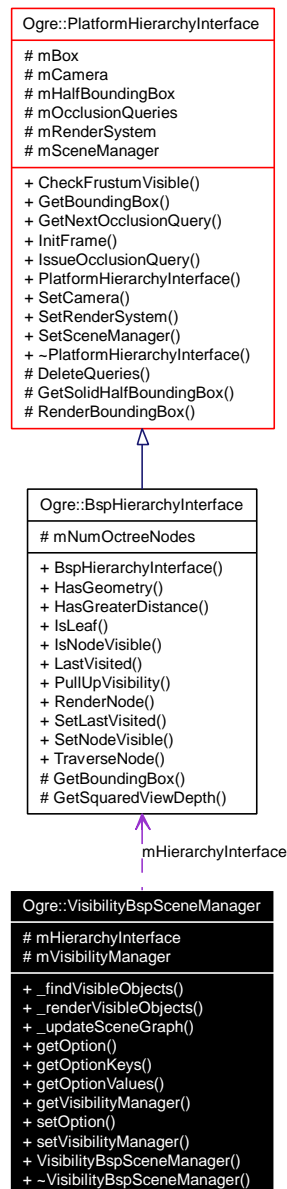 Ogre::PlatformHierarchyInterface
# mBox
# mCamera
# mHalfBoundingBox
# mOcclusionQueries
# mRenderSystem
# mSceneManager
+ CheckFrustumVisible()
+ GetBoundingBox()
+ GetNextOcclusionQuery()
+ InitFrame()
+ IssueOcclusionQuery()
+ PlatformHierarchyInterface()
+ SetCamera()
+ SetRenderSystem()
+ SetSceneManager()
+ ~PlatformHierarchyInterface()
# DeleteQueries()
# GetSolidHalfBoundingBox()
# RenderBoundingBox()
Ogre::BspHierarchyInterface
# mNumOctreeNodes
+ BspHierarchyInterface()
+ HasGeometry()
+ HasGreaterDistance()
+ IsLeaf()
+ IsNodeVisible()
+ LastVisited()
+ PullUpVisibility()
+ RenderNode()
+ SetLastVisited()
+ SetNodeVisible()
+ TraverseNode()
# GetBoundingBox()
# GetSquaredViewDepth()
mHierarchyInterface
Ogre::VisibilityBspSceneManager
# mHierarchyInterface
# mVisibilityManager
+ _findVisibleObjects()
+ _renderVisibleObjects()
+ _updateSceneGraph()
+ getOption()
+ getOptionKeys()
+ getOptionValues()
+ getVisibilityManager()
+ setOption()
+ setVisibilityManager()
+ VisibilityBspSceneManager()
+ ~VisibilityBspSceneManager()